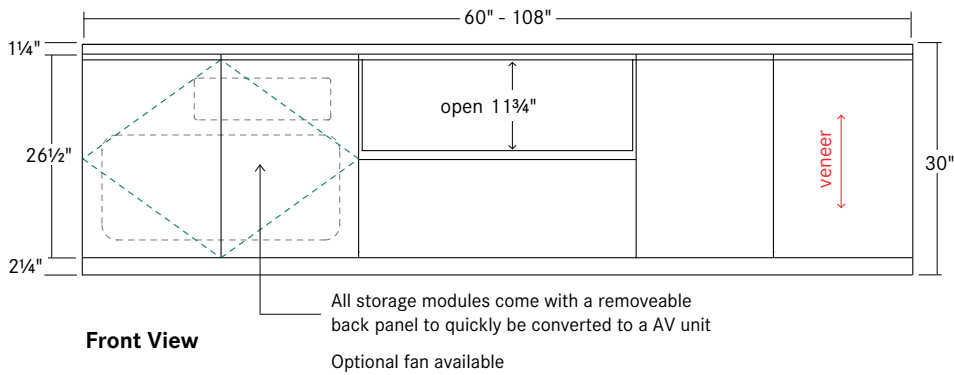 60" - 108"
1¼"
open 11¾"
26½"
veneer
30"
2¼"
All storage modules come with a removeable
back panel to quickly be converted to a AV unit
Front View
Optional fan available